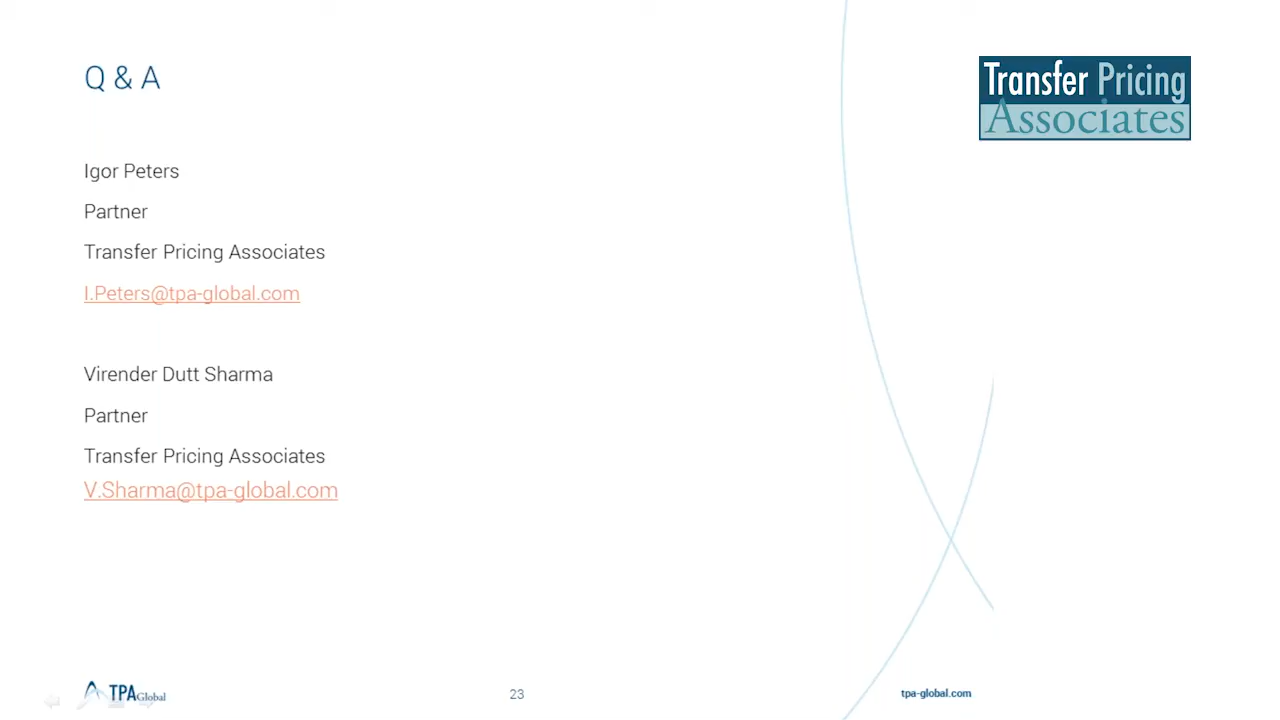 Q & A
Transfer Pricing
Associates
Igor Peters
Partner
Transfer Pricing Associates
I.Peters@tpa-global.com
Virender Dutt Sharma
Partner
Transfer Pricing Associates
V.Sharma@tpa-global.com
TPA Global
23
tpa-global.com